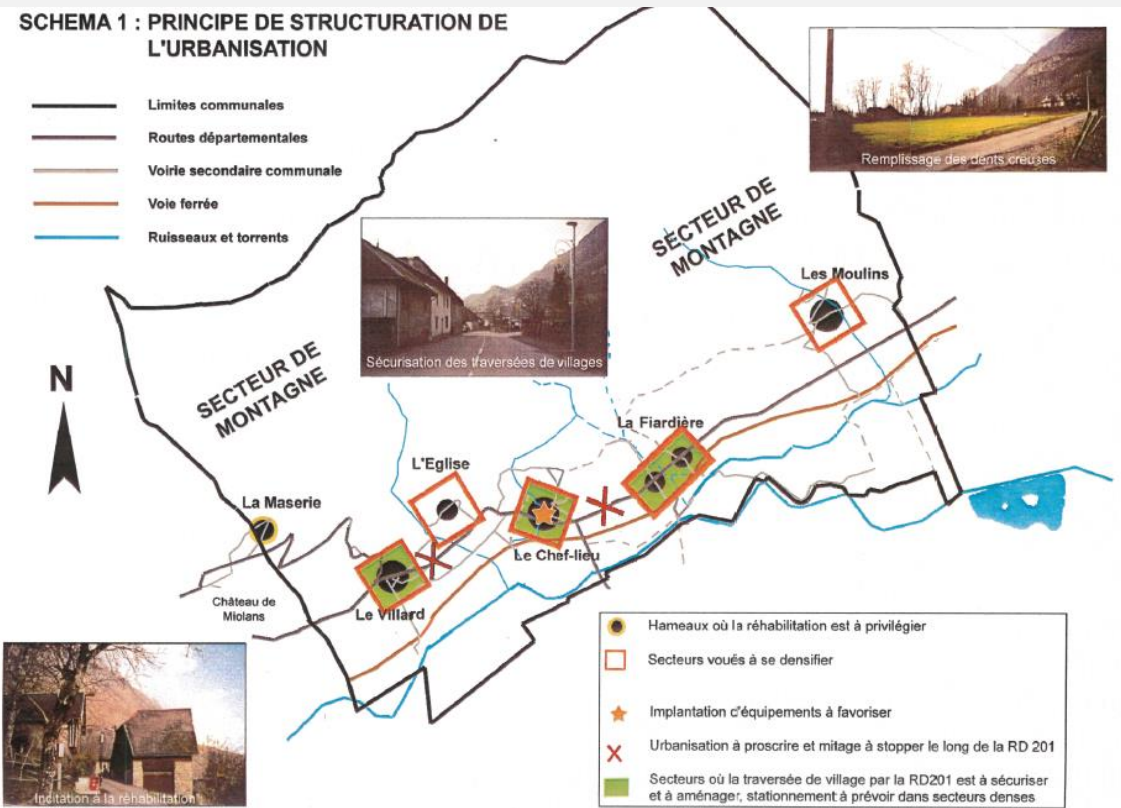 SCHEMA 1 : PRINCIPE DE STRUCTURATION DE
L'URBANISATION
Limites communales
Routes départementales
Voirie secondaire communale
Voie ferrée
Ruisseaux et torrents
Remplissage des dents creuses
SECTEUR DE
MONTAGNE
Les Moulins
Sécurisation des traversées de villages
SECTEUR DE
MONTAGNE
N
La Fiardière
L'Eglise
La Maserie
Le Chef-lieu
Château de
Miolans
Le Villard
Incitation à la réhabilitation
Hameaux où la réhabilitation est à privilégier
Secteurs voués à se densifier
Implantation d'équipements à favoriser
Urbanisation à proscrire et mitage à stopper le long de la RD 201
Secteurs où la traversée de village par la RD201 est à sécuriser
et à aménager, stationnement à prévoir dans secteurs denses